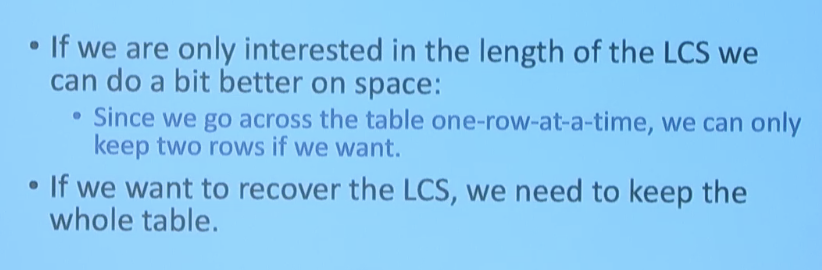 • If we are only interested in the length of the LCS we
can do a bit better on space:
• Since we go across the table one-row-at-a-time, we can only
keep two rows if we want.
• If we want to recover the LCS, we need to keep the
whole table.